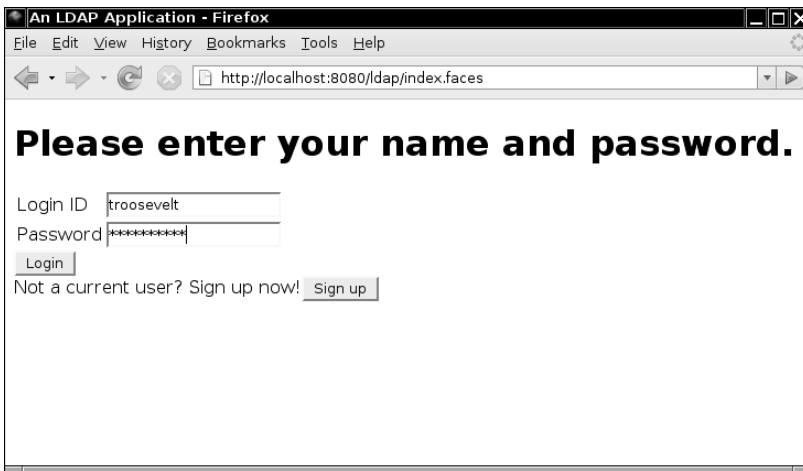 An LDAP Application - Firefox
File Edit View History Bookmarks Tools Help
http://localhost:8080/ldap/index.faces
Please enter your name and password.
Login ID troosevelt
Password **********
Login
Not a current user? Sign up now! Sign up